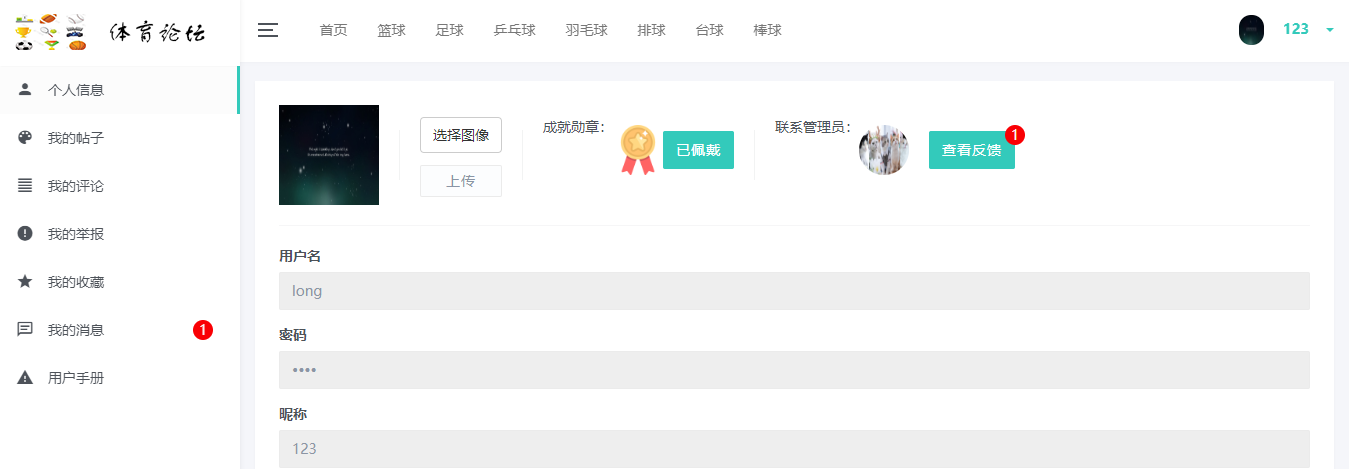 体育论坛
首页 篮球 足球 乒乓球 羽毛球 排球 台球 棒球
123
个人信息
我的帖子
我的评论
我的举报
我的收藏
我的消息 1
用户手册
选择图像
上传
成就勋章：
已佩戴
联系管理员：
查看反馈 1
用户名
long
密码
••••
昵称
123